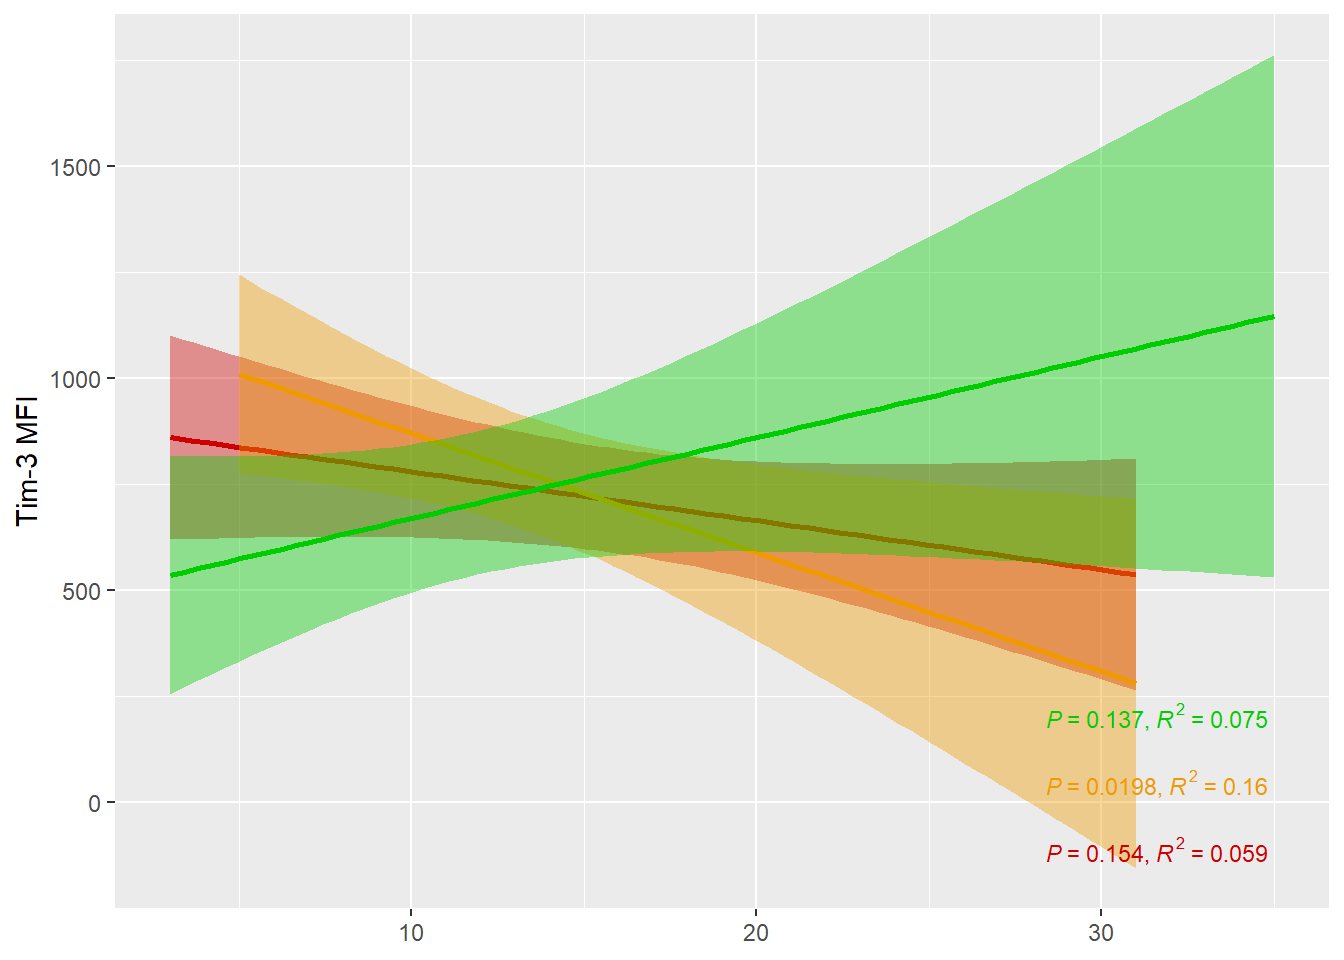 Tim-3 MFI
1500
1000
500
0
P = 0.137, R² = 0.075
P = 0.0198, R² = 0.16
P = 0.154, R² = 0.059
10 20 30